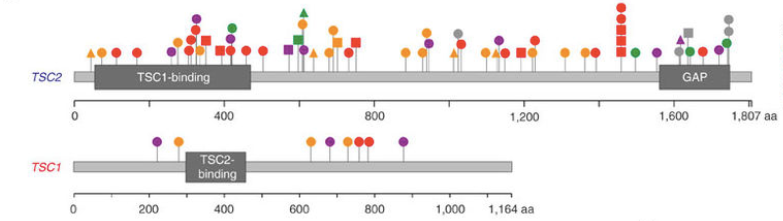 TSC2 TSC1-binding GAP
0 400 800 1,200 1,600 1,807 aa
TSC1 TSC2-
binding
0 200 400 600 800 1,000 1,164 aa